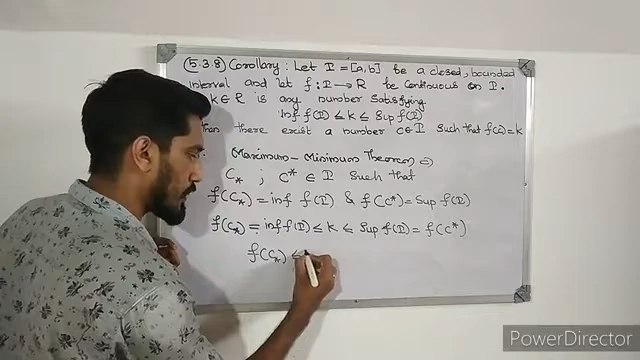 (5.3.8) Corollary: Let I = [a,b] be a closed, bounded
interval and let f: I → R be continuous on I.
k ∈ R is any number satisfying
inf f(I) ≤ k ≤ sup f(I)
then there exist a number c ∈ I such that f(c) = k
Maximum-Minimum Theorem ⇒
C* ; C* ∈ I such that
f(C*) = inf f(I) & f(C*) = sup f(I)
f(C*) = inf f(I) ≤ k ≤ sup f(I) = f(C*)
f(C*) ≤
PowerDirector